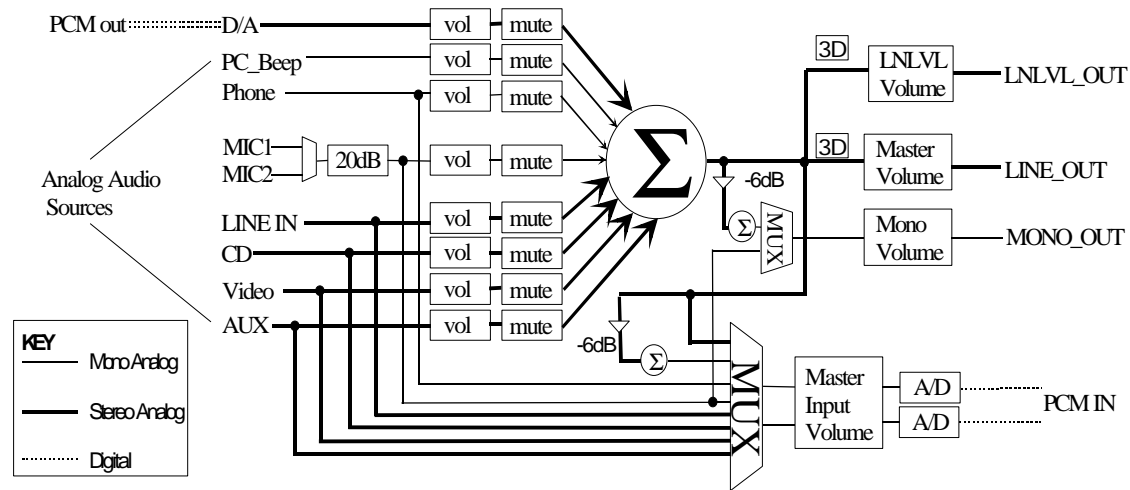 PCM out
D/A
vol
mute
3D
LNLVL
Volume
LNLVL_OUT
PC_Beep
vol
mute
Phone
vol
mute
Σ
MIC1
MIC2
20dB
vol
mute
3D
Master
Volume
LINE_OUT
-6dB
Analog Audio
Sources
LINE IN
vol
mute
Σ
MUX
Mono
Volume
MONO_OUT
CD
vol
mute
Video
vol
mute
AUX
vol
mute
-6dB
Σ
MUX
Master
Input
Volume
A/D
A/D
PCM IN
KEY
Mono Analog
Stereo Analog
Digital